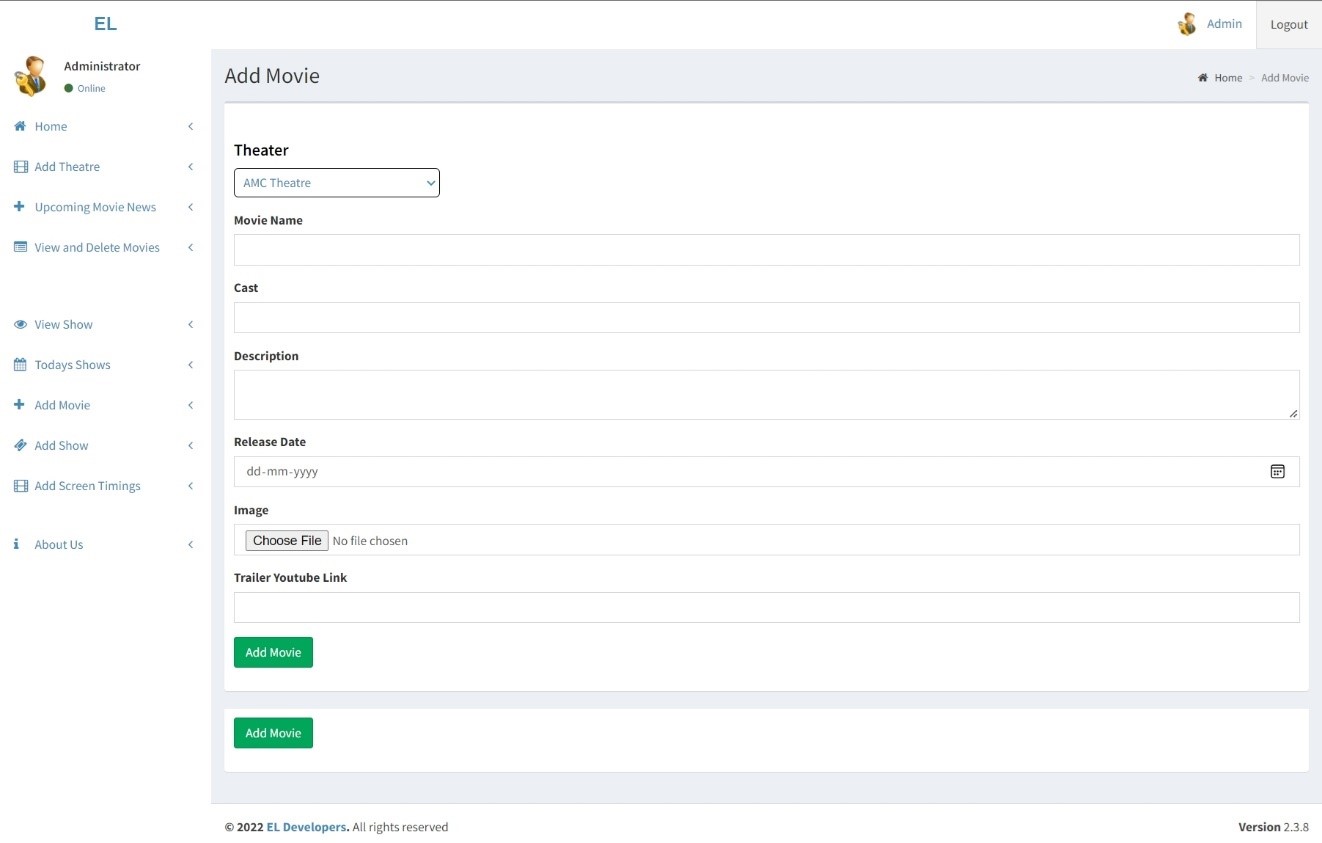 EL
Admin
Logout
Administrator
Online
Home
Add Theatre
Upcoming Movie News
View and Delete Movies
View Show
Todays Shows
Add Movie
Add Show
Add Screen Timings
About Us
Add Movie
Home > Add Movie
Theater
AMC Theatre
Movie Name
Cast
Description
Release Date
dd-mm-yyyy
Image
Choose File No file chosen
Trailer Youtube Link
Add Movie
Add Movie
© 2022 EL Developers. All rights reserved
Version 2.3.8